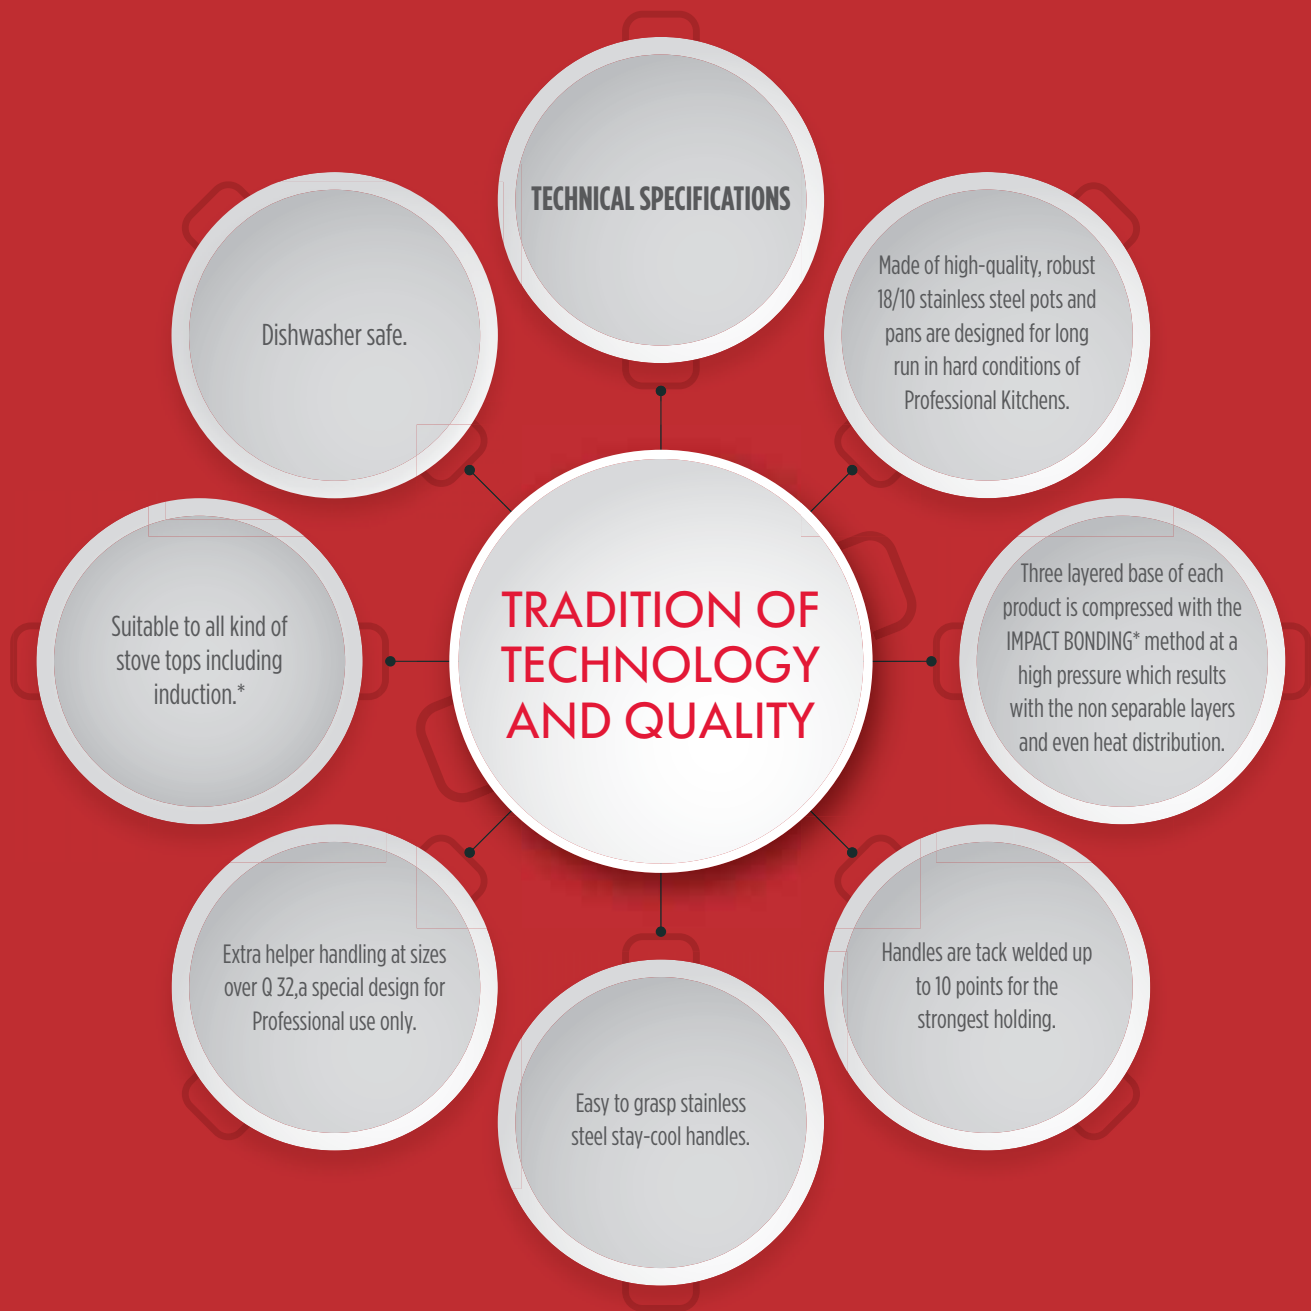 TECHNICAL SPECIFICATIONS
Made of high-quality, robust
18/10 stainless steel pots and
pans are designed for long
run in hard conditions of
Professional Kitchens.
Three layered base of each
product is compressed with the
IMPACT BONDING* method at a
high pressure which results
with the non separable layers
and even heat distribution.
Handles are tack welded up
to 10 points for the
strongest holding.
Easy to grasp stainless
steel stay-cool handles.
Extra helper handling at sizes
over Q 32,a special design for
Professional use only.
Suitable to all kind of
stove tops including
induction.*
Dishwasher safe.
TRADITION OF
TECHNOLOGY
AND QUALITY